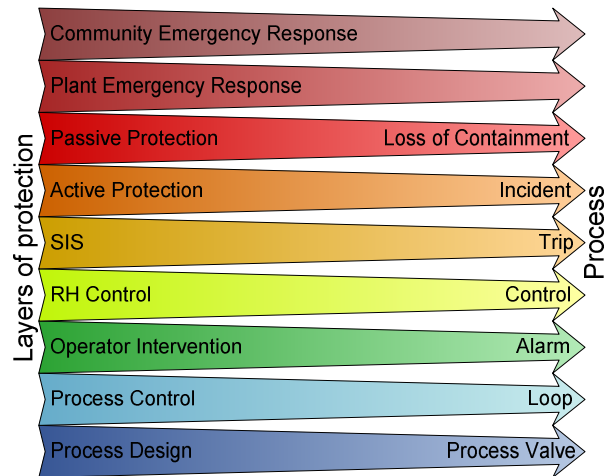 Community Emergency Response
Plant Emergency Response
Passive Protection Loss of Containment
Active Protection Incident
SIS Trip
RH Control Control
Operator Intervention Alarm
Process Control Loop
Process Design Process Valve
Layers of protection
Process